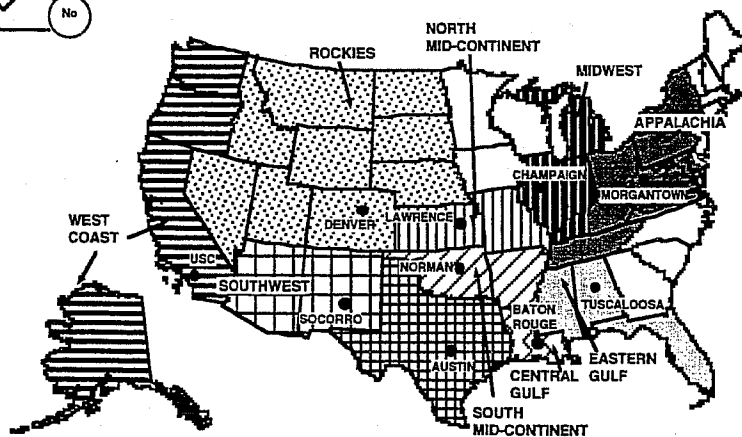 No
NORTH
MID-CONTINENT
ROCKIES
MIDWEST
APPALACHIA
CHAMPAIGN
MORGANTOWN
WEST
COAST
DENVER
LAWRENCE
USC
NORMAN
SOUTHWEST
SOCORRO
BATON
ROUGE
TUSCALOOSA
AUSTIN
EASTERN
GULF
CENTRAL
GULF
SOUTH
MID-CONTINENT